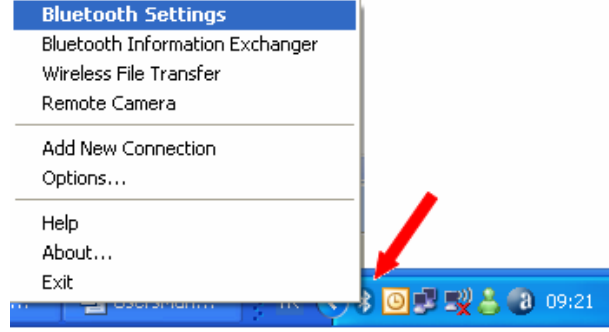 Bluetooth Settings
Bluetooth Information Exchanger
Wireless File Transfer
Remote Camera
Add New Connection
Options...
Help
About...
Exit
09:21